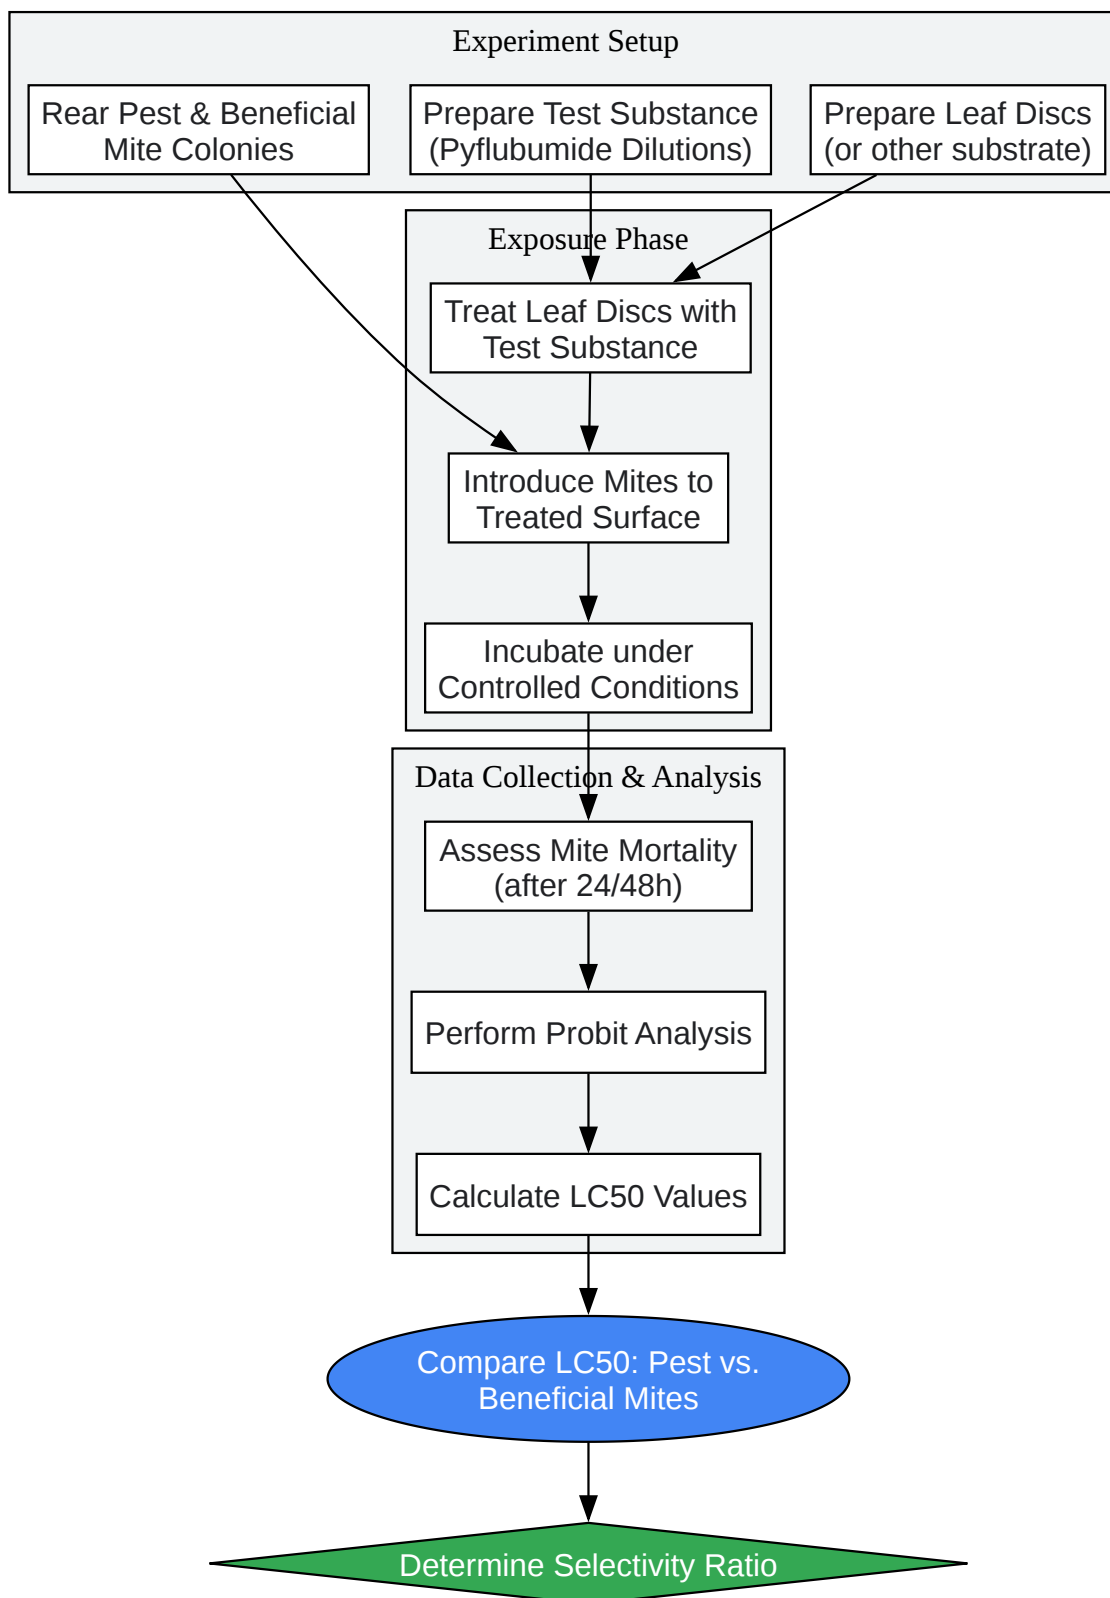 Experiment Setup
Rear Pest & Beneficial
Mite Colonies
Prepare Test Substance
(Pyflubumide Dilutions)
Prepare Leaf Discs
(or other substrate)
Exposure Phase
Treat Leaf Discs with
Test Substance
Introduce Mites to
Treated Surface
Incubate under
Controlled Conditions
Data Collection & Analysis
Assess Mite Mortality
(after 24/48h)
Perform Probit Analysis
Calculate LC50 Values
Compare LC50: Pest vs.
Beneficial Mites
Determine Selectivity Ratio